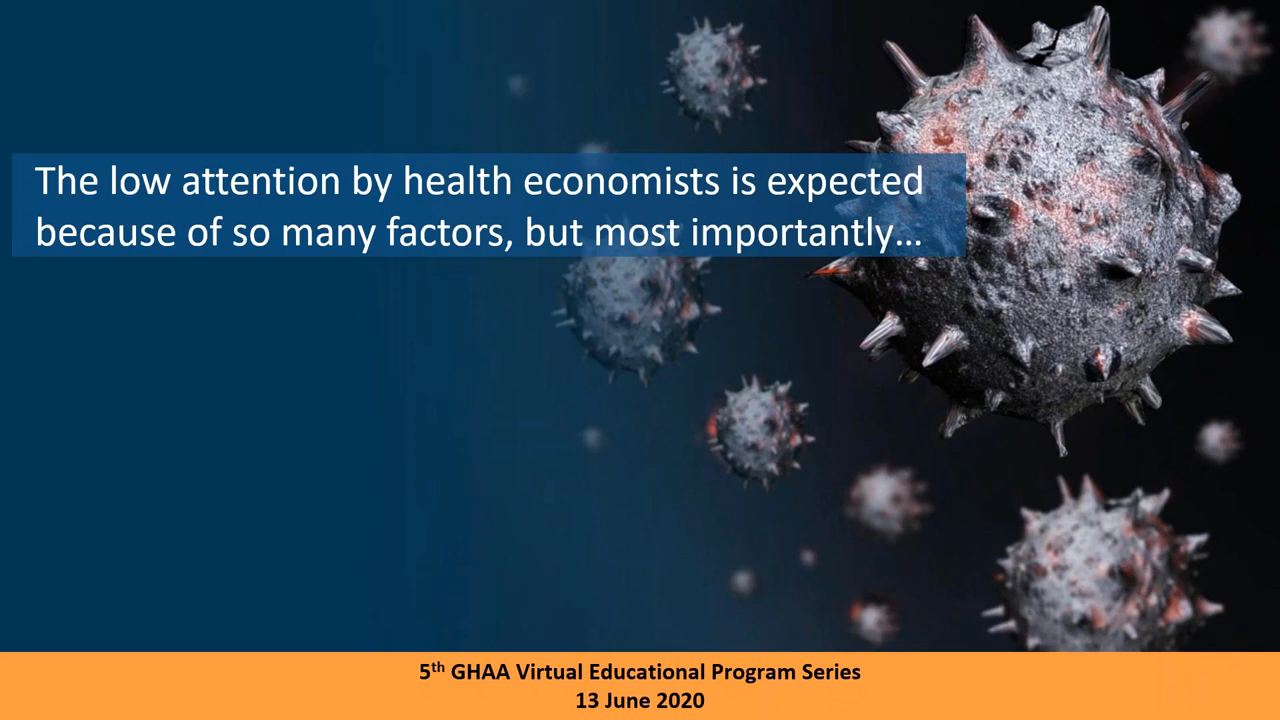 The low attention by health economists is expected
because of so many factors, but most importantly…
5th GHAA Virtual Educational Program Series
13 June 2020